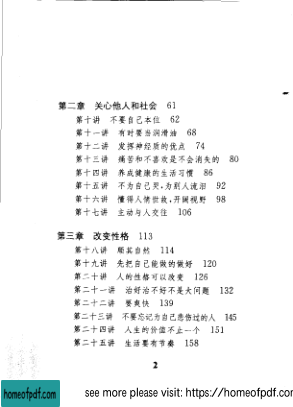 第二章 关心他人和社会 61
第十讲 不要自己本位 62
第十一讲 有时要当润滑油 68
第十二讲 发挥神经质的优点 74
第十三讲 痛苦和不喜欢是不会消失的 80
第十四讲 养成健康的生活习惯 86
第十五讲 不为自己哭,为别人流泪 92
第十六讲 懂得人情世故,开阔视野 98
第十七讲 主动与人交往 106
第三章 改变性格 113
第十八讲 顺其自然 114
第十九讲 先把自己能做的做好 120
第二十讲 人的性格可以改变 126
第二十一讲 治好治不好不是大问题 132
第二十二讲 要爽快 139
第二十三讲 不要忘记为自己悲伤过的人 145
第二十四讲 人生的价值不止一个 151
第二十五讲 生活要有节奏 158
2
homeofpdf.com
see more please visit: https://homeofpdf.com